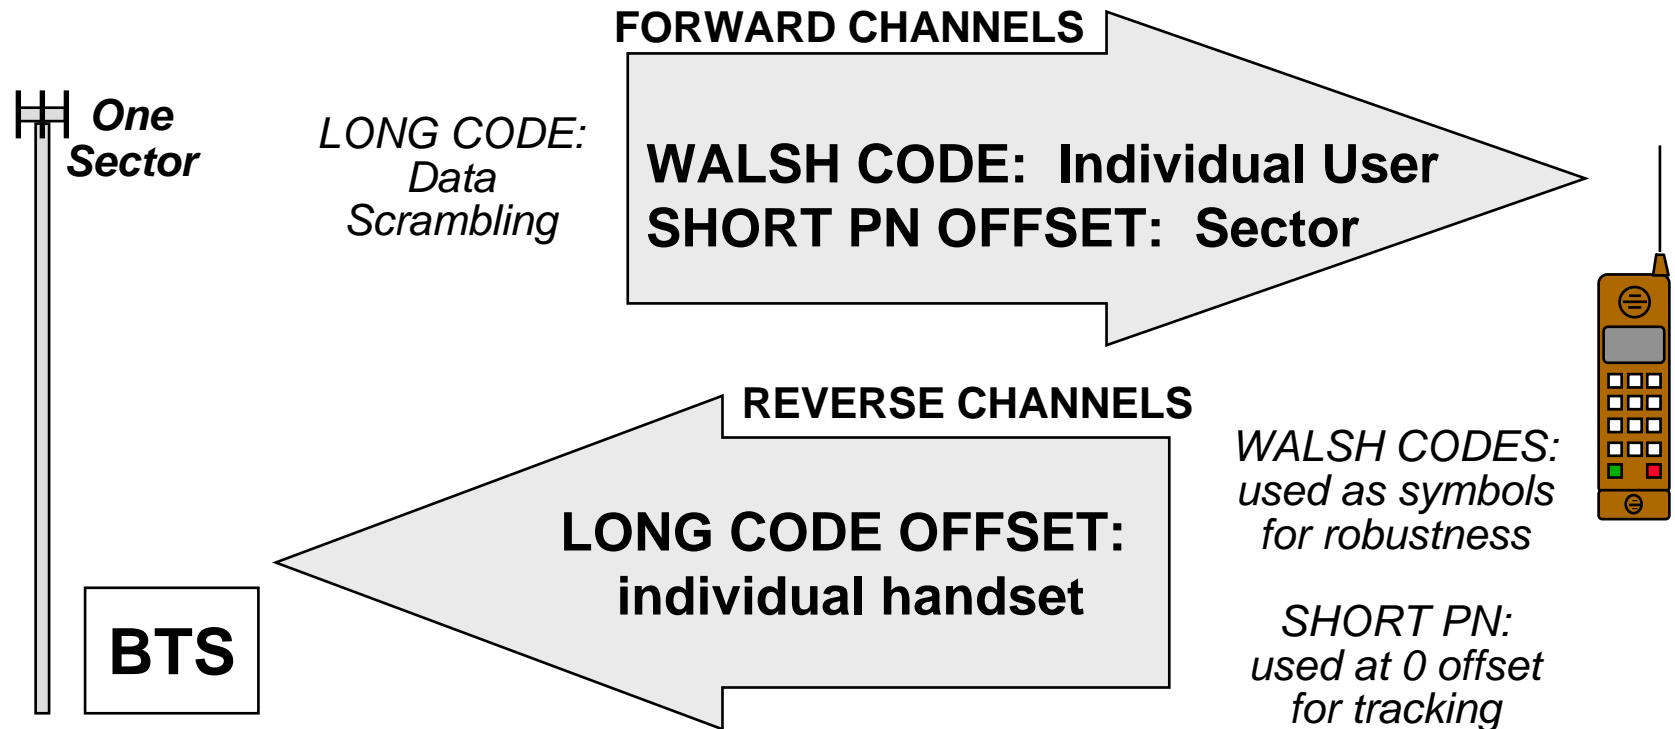 FORWARD CHANNELS
One
Sector
LONG CODE:
Data
Scrambling
WALSH CODE: Individual User
SHORT PN OFFSET: Sector
REVERSE CHANNELS
LONG CODE OFFSET:
individual handset
WALSH CODES:
used as symbols
for robustness
SHORT PN:
used at 0 offset
for tracking
BTS